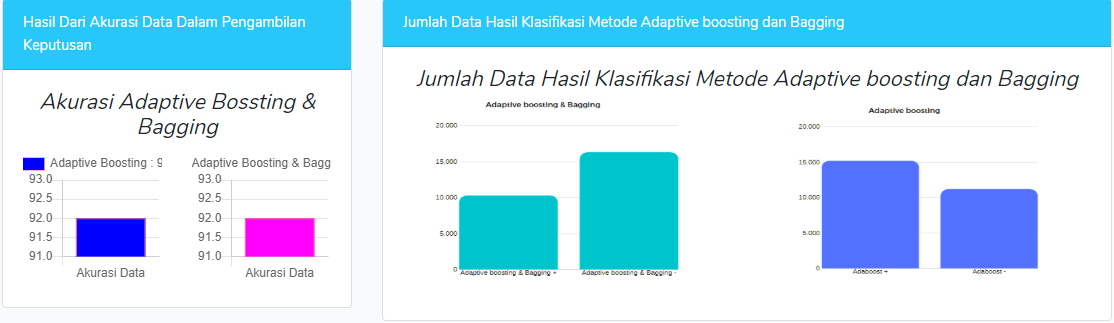 Hasil Dari Akurasi Data Dalam Pengambilan
Keputusan
Akurasi Adaptive Bossting &
Bagging
Adaptive Boosting : 9
93.0
92.5
92.0
91.5
91.0
Akurasi Data
Adaptive Boosting & Bagg
93.0
92.5
92.0
91.5
91.0
Akurasi Data
Jumlah Data Hasil Klasifikasi Metode Adaptive boosting dan Bagging
Jumlah Data Hasil Klasifikasi Metode Adaptive boosting dan Bagging
Adaptive boosting & Bagging
20.000
15.000
10.000
5.000
0
Adaptive boosting & Bagging +
Adaptive boosting & Bagging -
Adaptive boosting
20.000
15.000
10.000
5.000
0
Adaboost +
Adaboost -